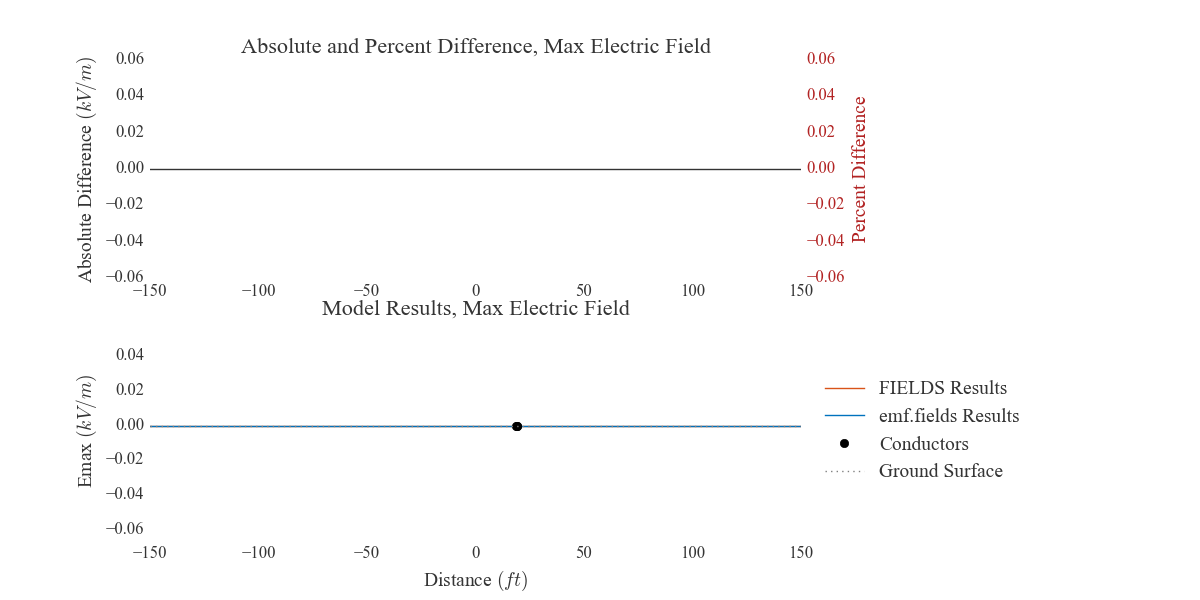 Absolute and Percent Difference, Max Electric Field
Absolute Difference (kV/m)
0.06
0.04
0.02
0.00
−0.02
−0.04
−0.06
0.06
0.04
0.02
0.00
−0.02
−0.04
−0.06
Percent Difference
−150 −100 −50 0 50 100 150
Model Results, Max Electric Field
Emax (kV/m)
0.04
0.02
0.00
−0.02
−0.04
−0.06
−150 −100 −50 0 50 100 150
Distance (ft)
FIELDS Results
emf.fields Results
Conductors
Ground Surface